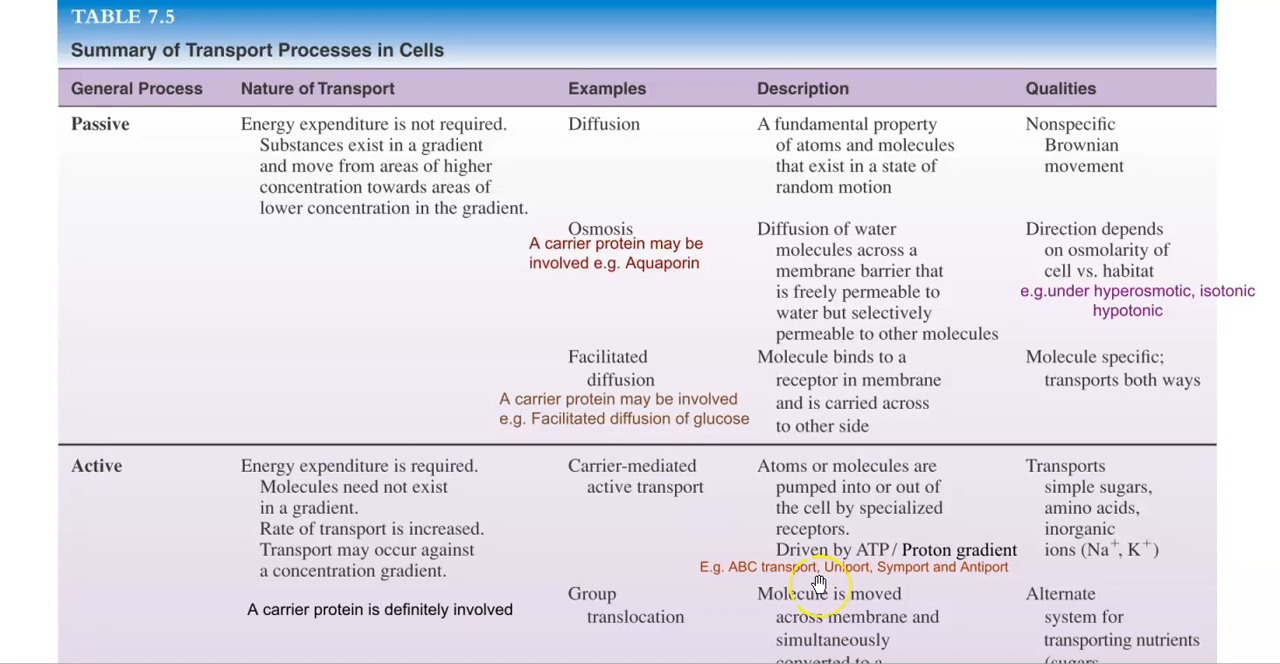 TABLE 7.5
Summary of Transport Processes in Cells
General Process Nature of Transport Examples Description Qualities
Passive
Energy expenditure is not required.
Substances exist in a gradient
and move from areas of higher
concentration towards areas of
lower concentration in the gradient.
Diffusion
A fundamental property
of atoms and molecules
that exist in a state of
random motion
Nonspecific
Brownian
movement
Osmosis
A carrier protein may be
involved e.g. Aquaporin
Diffusion of water
molecules across a
membrane barrier that
is freely permeable to
water but selectively
permeable to other molecules
Direction depends
on osmolarity of
cell vs. habitat
e.g.under hyperosmotic, isotonic
hypotonic
Facilitated
diffusion
A carrier protein may be involved
e.g. Facilitated diffusion of glucose
Molecule binds to a
receptor in membrane
and is carried across
to other side
Molecule specific;
transports both ways
Active
Energy expenditure is required.
Molecules need not exist
in a gradient.
Rate of transport is increased.
Transport may occur against
a concentration gradient.
A carrier protein is definitely involved
Carrier-mediated
active transport
Atoms or molecules are
pumped into or out of
the cell by specialized
receptors.
Driven by ATP/ Proton gradient
E.g. ABC transport, Uniport, Symport and Antiport
Transports
simple sugars,
amino acids,
inorganic
ions (Na⁺, K⁺)
Group
translocation
Molecule is moved
across membrane and
simultaneously
converted to a
Alternate
system for
transporting nutrients
(sugars